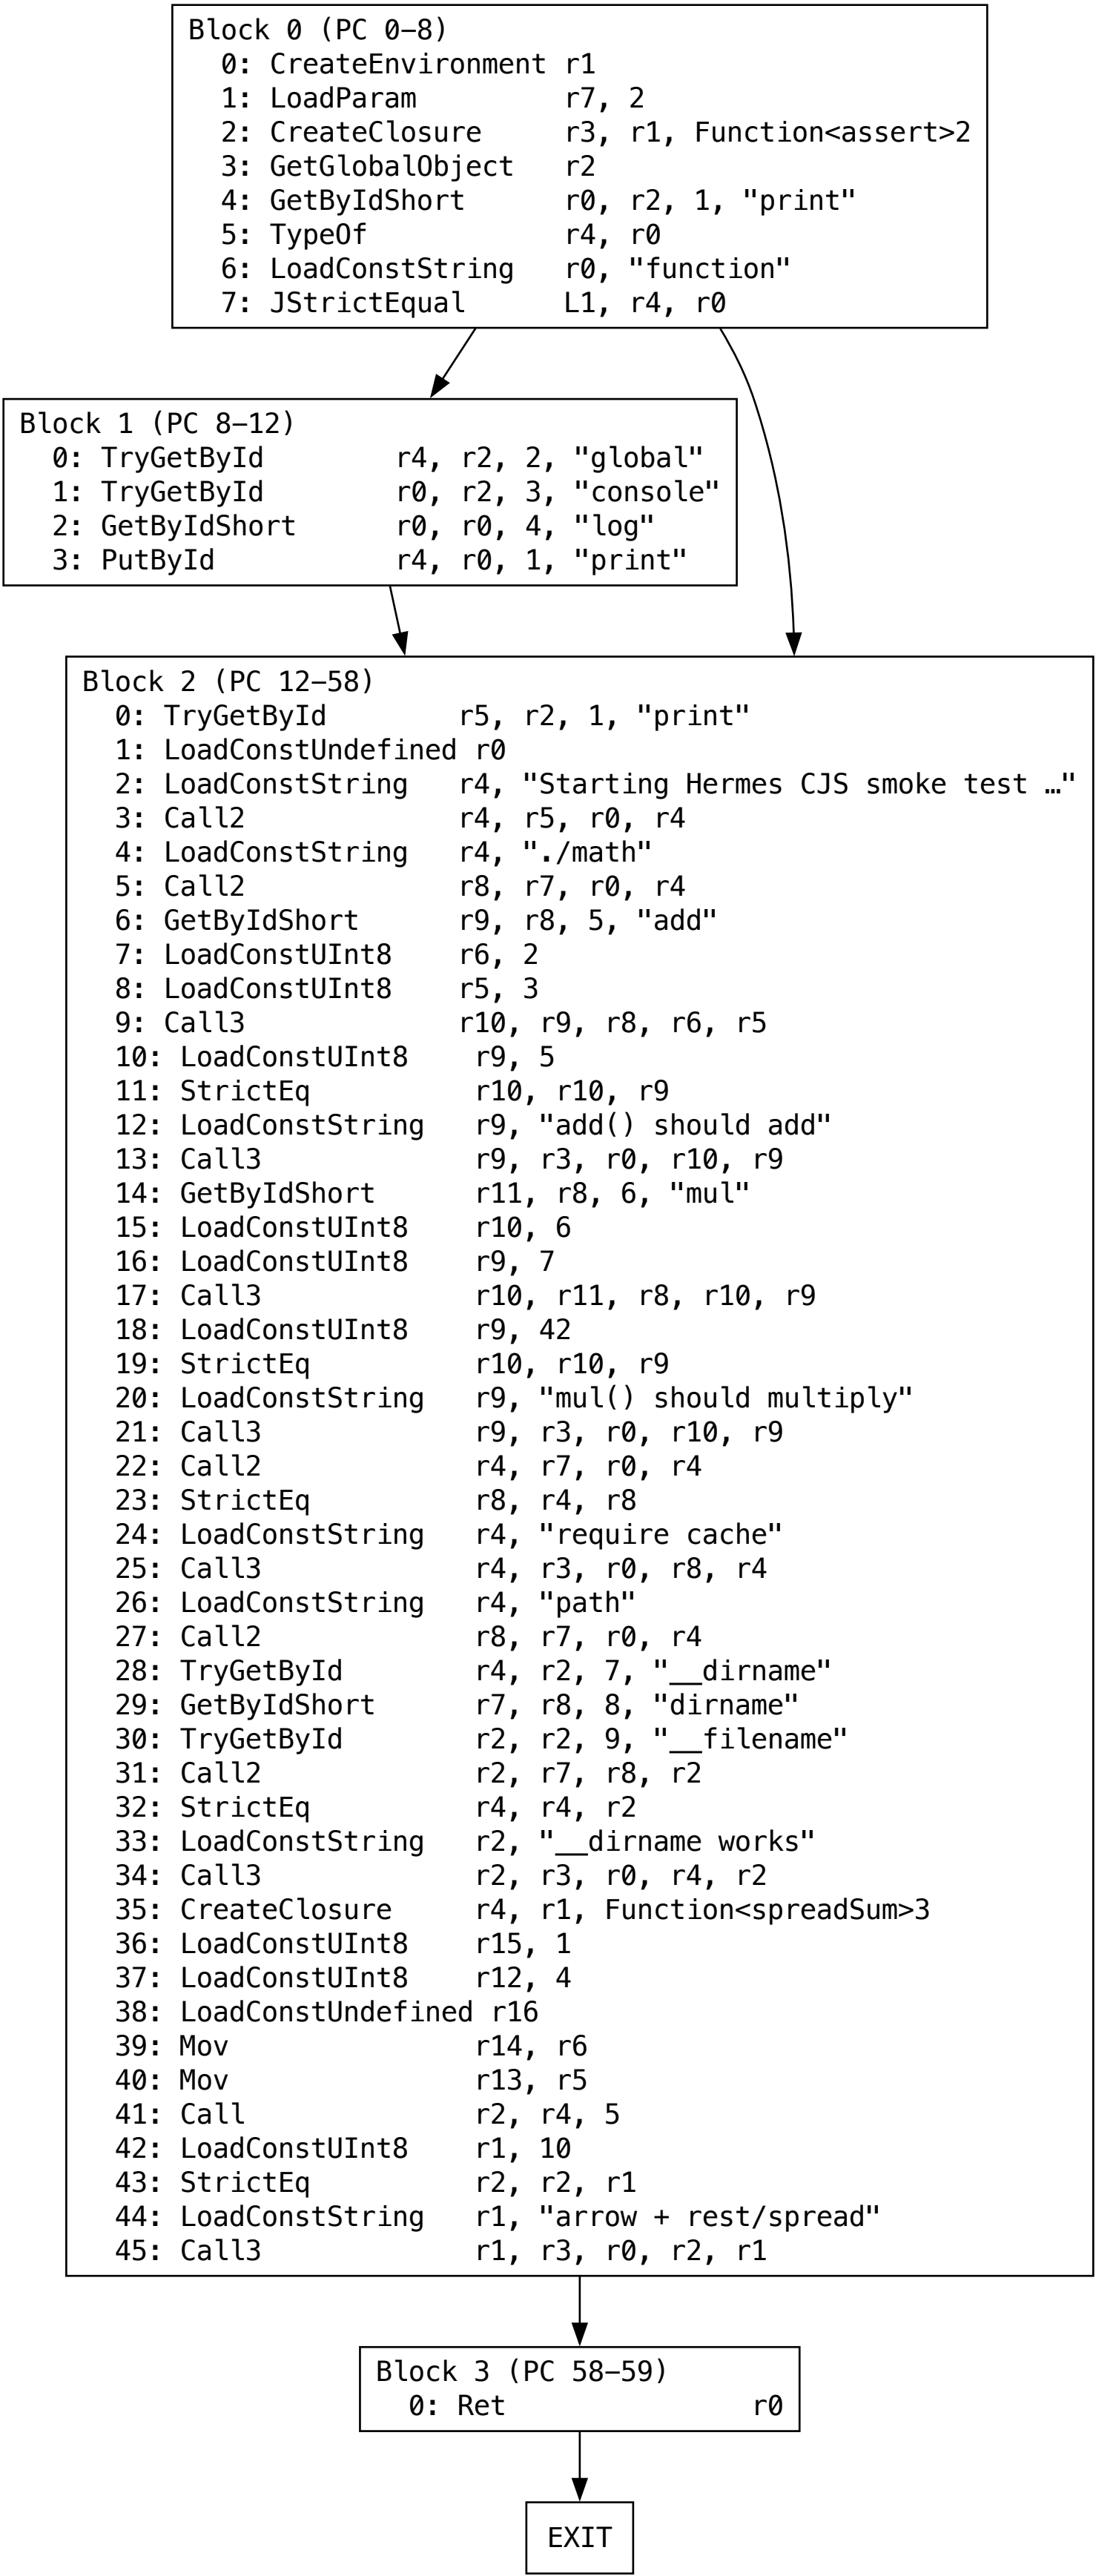 Block 0 (PC 0–8)
0: CreateEnvironment r1
1: LoadParam r7, 2
2: CreateClosure r3, r1, Function<assert>2
3: GetGlobalObject r2
4: GetByIdShort r0, r2, 1, "print"
5: TypeOf r4, r0
6: LoadConstString r0, "function"
7: JStrictEqual L1, r4, r0
Block 1 (PC 8–12)
0: TryGetById r4, r2, 2, "global"
1: TryGetById r0, r2, 3, "console"
2: GetByIdShort r0, r0, 4, "log"
3: PutById r4, r0, 1, "print"
Block 2 (PC 12–58)
0: TryGetById r5, r2, 1, "print"
1: LoadConstUndefined r0
2: LoadConstString r4, "Starting Hermes CJS smoke test …"
3: Call2 r4, r5, r0, r4
4: LoadConstString r4, "./math"
5: Call2 r8, r7, r0, r4
6: GetByIdShort r9, r8, 5, "add"
7: LoadConstUInt8 r6, 2
8: LoadConstUInt8 r5, 3
9: Call3 r10, r9, r8, r6, r5
10: LoadConstUInt8 r9, 5
11: StrictEq r10, r10, r9
12: LoadConstString r9, "add() should add"
13: Call3 r9, r3, r0, r10, r9
14: GetByIdShort r11, r8, 6, "mul"
15: LoadConstUInt8 r10, 6
16: LoadConstUInt8 r9, 7
17: Call3 r10, r11, r8, r10, r9
18: LoadConstUInt8 r9, 42
19: StrictEq r10, r10, r9
20: LoadConstString r9, "mul() should multiply"
21: Call3 r9, r3, r0, r10, r9
22: Call2 r4, r7, r0, r4
23: StrictEq r8, r4, r8
24: LoadConstString r4, "require cache"
25: Call3 r4, r3, r0, r8, r4
26: LoadConstString r4, "path"
27: Call2 r8, r7, r0, r4
28: TryGetById r4, r2, 7, "__dirname"
29: GetByIdShort r7, r8, 8, "dirname"
30: TryGetById r2, r2, 9, "__filename"
31: Call2 r2, r7, r8, r2
32: StrictEq r4, r4, r2
33: LoadConstString r2, "__dirname works"
34: Call3 r2, r3, r0, r4, r2
35: CreateClosure r4, r1, Function<spreadSum>3
36: LoadConstUInt8 r15, 1
37: LoadConstUInt8 r12, 4
38: LoadConstUndefined r16
39: Mov r14, r6
40: Mov r13, r5
41: Call r2, r4, 5
42: LoadConstUInt8 r1, 10
43: StrictEq r2, r2, r1
44: LoadConstString r1, "arrow + rest/spread"
45: Call3 r1, r3, r0, r2, r1
Block 3 (PC 58–59)
0: Ret r0
EXIT